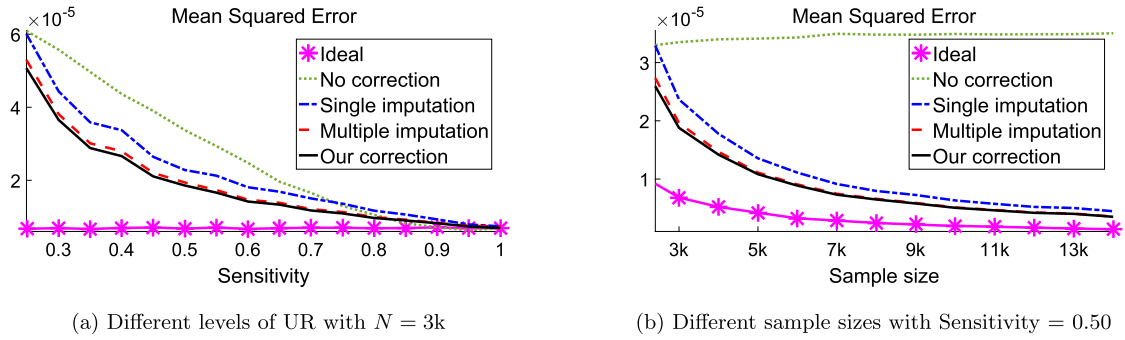 ×10⁻⁵ Mean Squared Error
6
4
2
Ideal
No correction
Single imputation
Multiple imputation
Our correction
0.3 0.4 0.5 0.6 0.7 0.8 0.9 1
Sensitivity
(a) Different levels of UR with N = 3k
×10⁻⁵ Mean Squared Error
3
2
1
Ideal
No correction
Single imputation
Multiple imputation
Our correction
3k 5k 7k 9k 11k 13k
Sample size
(b) Different sample sizes with Sensitivity = 0.50